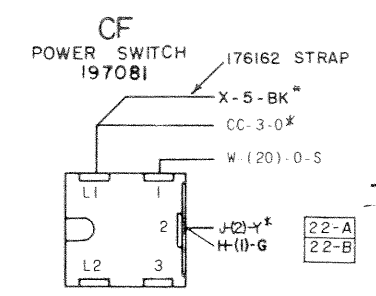 CF
POWER SWITCH
197081
176162 STRAP
X-5-BK*
CC-3-O*
W-(20)-O-S
L1 1
2 J-(2)-Y* 22-A
H-(1)-G 22-B
L2 3